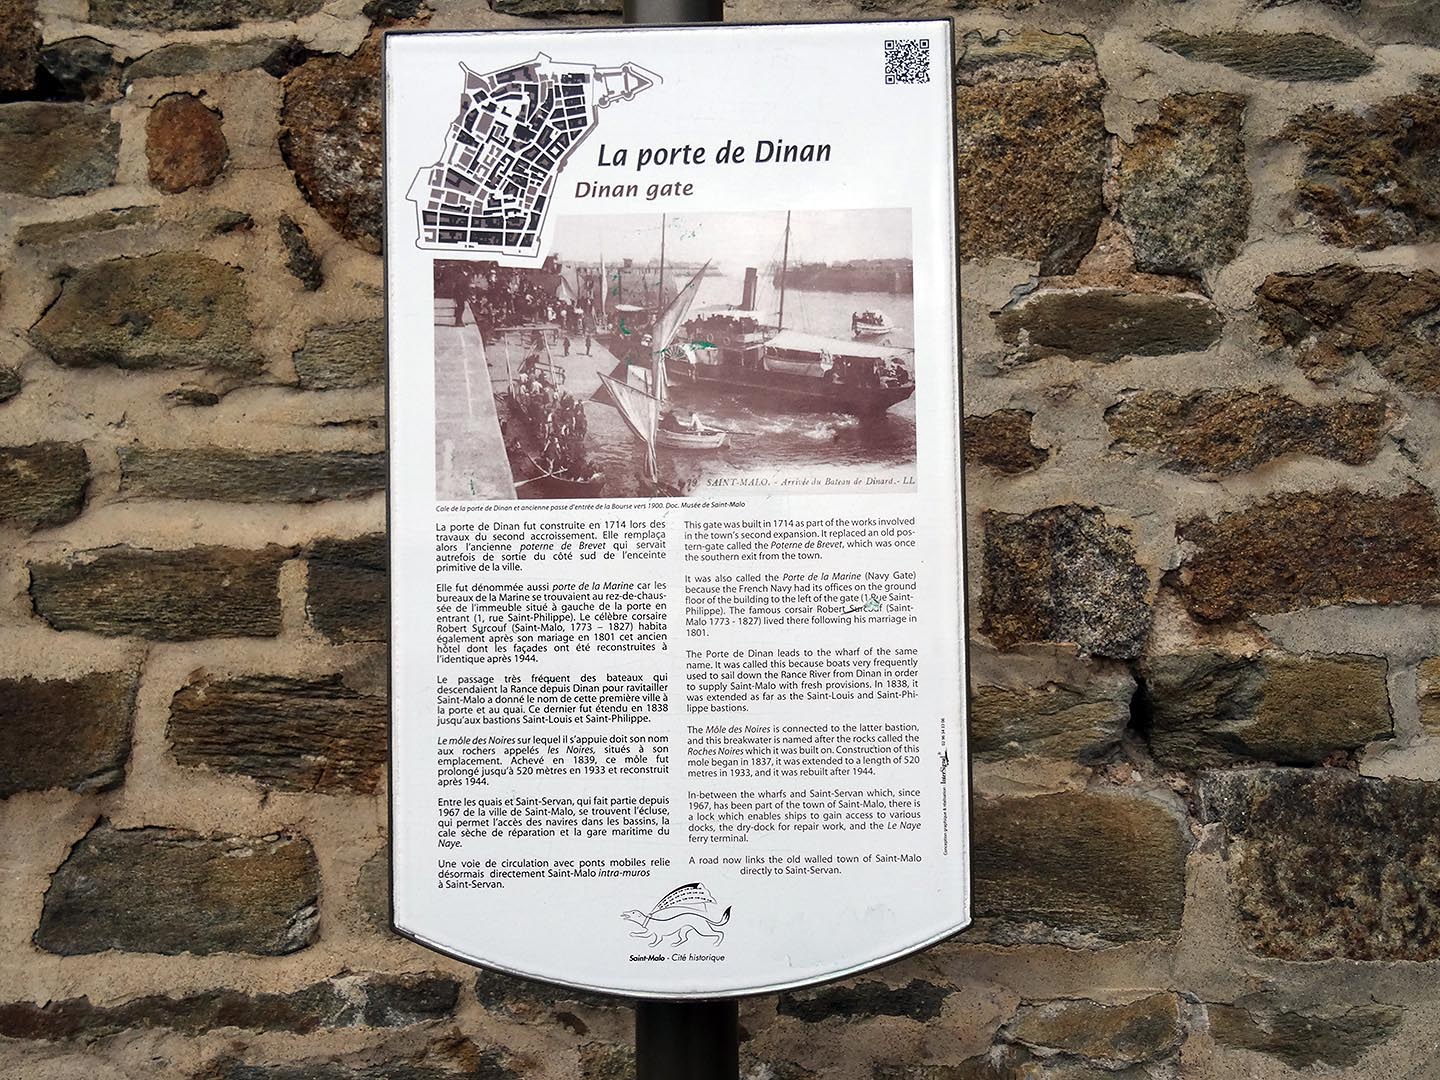 La porte de Dinan
Dinan gate
79 SAINT-MALO. - Arrivée du Bateau de Dinard. - LL
Cale de la porte de Dinan et ancienne passe d'entrée de la Bourse vers 1900. Doc. Musée de Saint-Malo
La porte de Dinan fut construite en 1714 lors des
travaux du second accroissement. Elle remplaça
alors l'ancienne poterne de Brevet qui servait
autrefois de sortie du côté sud de l'enceinte
primitive de la ville.
Elle fut dénommée aussi porte de la Marine car les
bureaux de la Marine se trouvaient au rez-de-chaus-
sée de l'immeuble situé à gauche de la porte en
entrant (1, rue Saint-Philippe). Le célèbre corsaire
Robert Surcouf (Saint-Malo, 1773 – 1827) habita
également après son mariage en 1801 cet ancien
hôtel dont les façades ont été reconstruites à
l'identique après 1944.
Le passage très fréquent des bateaux qui
descendaient la Rance depuis Dinan pour ravitailler
Saint-Malo a donné le nom de cette première ville à
la porte et au quai. Ce dernier fut étendu en 1838
jusqu'aux bastions Saint-Louis et Saint-Philippe.
Le môle des Noires sur lequel il s'appuie doit son nom
aux rochers appelés les Noires, situés à son
emplacement. Achevé en 1839, ce môle fut
prolongé jusqu'à 520 mètres en 1933 et reconstruit
après 1944.
Entre les quais et Saint-Servan, qui fait partie depuis
1967 de la ville de Saint-Malo, se trouvent l'écluse,
qui permet l'accès des navires dans les bassins, la
cale sèche de réparation et la gare maritime du
Naye.
Une voie de circulation avec ponts mobiles relie
désormais directement Saint-Malo intra-muros
à Saint-Servan.
This gate was built in 1714 as part of the works involved
in the town's second expansion. It replaced an old pos-
tern-gate called the Poterne de Brevet, which was once
the southern exit from the town.
It was also called the Porte de la Marine (Navy Gate)
because the French Navy had its offices on the ground
floor of the building to the left of the gate (1 Rue Saint-
Philippe). The famous corsair Robert Surcouf (Saint-
Malo 1773 - 1827) lived there following his marriage in
1801.
The Porte de Dinan leads to the wharf of the same
name. It was called this because boats very frequently
used to sail down the Rance River from Dinan in order
to supply Saint-Malo with fresh provisions. In 1838, it
was extended as far as the Saint-Louis and Saint-Phi-
lippe bastions.
The Môle des Noires is connected to the latter bastion,
and this breakwater is named after the rocks called the
Roches Noires which it was built on. Construction of this
mole began in 1837, it was extended to a length of 520
metres in 1933, and it was rebuilt after 1944.
In-between the wharfs and Saint-Servan which, since
1967, has been part of the town of Saint-Malo, there is
a lock which enables ships to gain access to various
docks, the dry-dock for repair work, and the Le Naye
ferry terminal.
A road now links the old walled town of Saint-Malo
directly to Saint-Servan.
Conception graphique & réalisation :
Saint-Malo - Cité historique